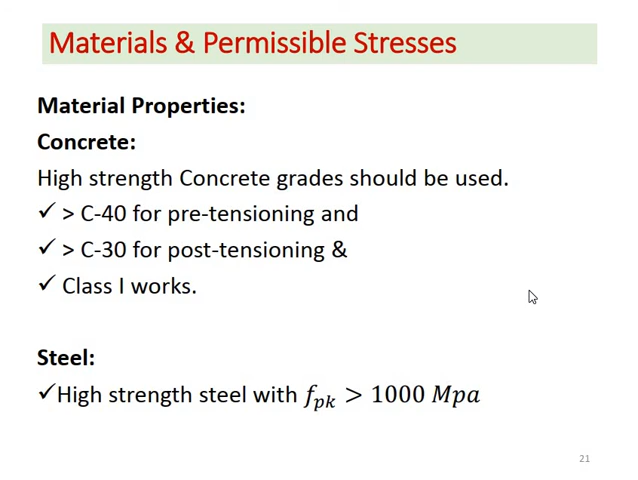 Materials & Permissible Stresses
Material Properties:
Concrete:
High strength Concrete grades should be used.
✓ > C-40 for pre-tensioning and
✓ > C-30 for post-tensioning &
✓ Class I works.
Steel:
✓High strength steel with f_pk > 1000 Mpa
21